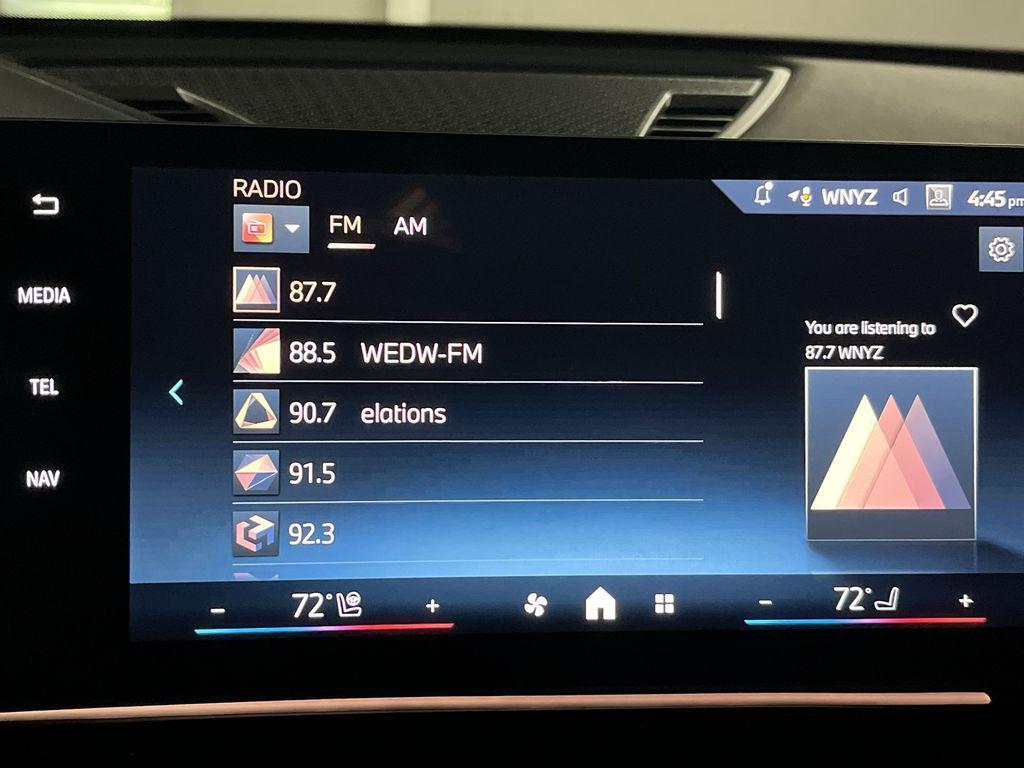 RADIO
WNYZ 4:45 pm
FM AM
MEDIA
87.7
You are listening to
87.7 WNYZ
88.5 WEDW-FM
TEL
90.7 elations
NAV
91.5
92.3
- 72° +
- 72° +